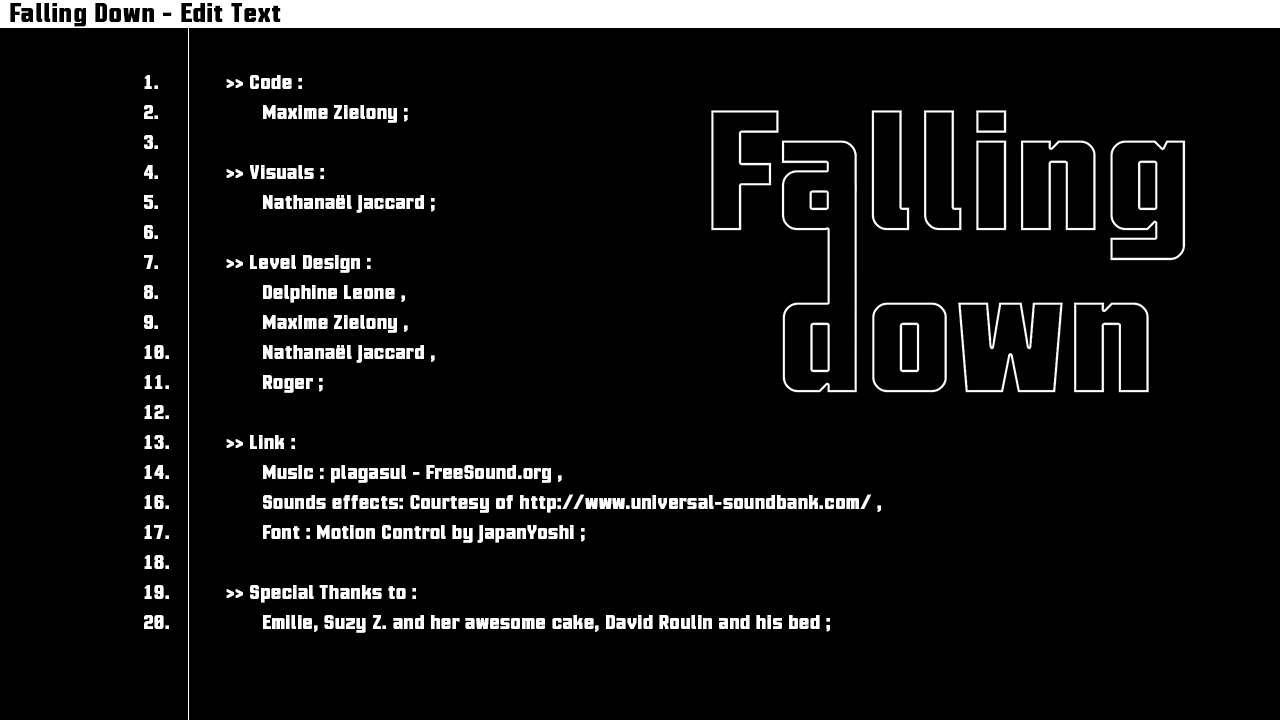 Falling Down - Edit Text
1. >> Code :
2. Maxime Zielony ;
3.
4. >> Visuals :
5. Nathanaël Jaccard ;
6.
7. >> Level Design :
8. Delphine Leone ,
9. Maxime Zielony ,
10. Nathanaël Jaccard ,
11. Roger ;
12.
13. >> Link :
14. Music : plagasul - FreeSound.org ,
16. Sounds effects: Courtesy of http://www.universal-soundbank.com/ ,
17. Font : Motion Control by JapanYoshi ;
18.
19. >> Special Thanks to :
20. Emilie, Suzy Z. and her awesome cake, David Roulin and his bed ;
Falling
down